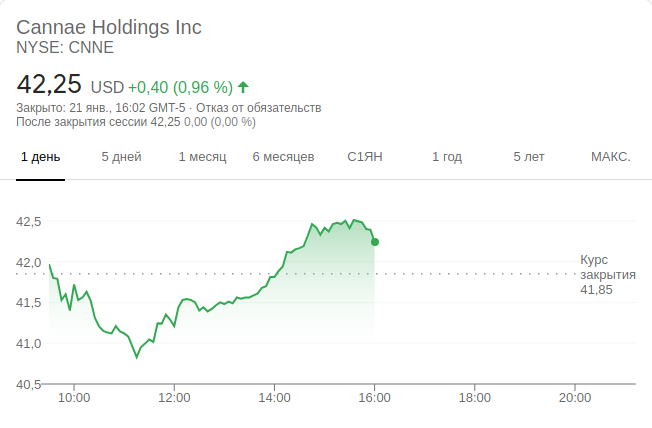 Cannae Holdings Inc
NYSE: CNNE
42,25 USD +0,40 (0,96 %)
Закрыто: 21 янв., 16:02 GMT-5 · Отказ от обязательств
После закрытия сессии 42,25 0,00 (0,00 %)
1 день 5 дней 1 месяц 6 месяцев С1ЯН 1 год 5 лет МАКС.
42,5
42,0
41,5
41,0
40,5
Курс
закрытия
41,85
10:00 12:00 14:00 16:00 18:00 20:00